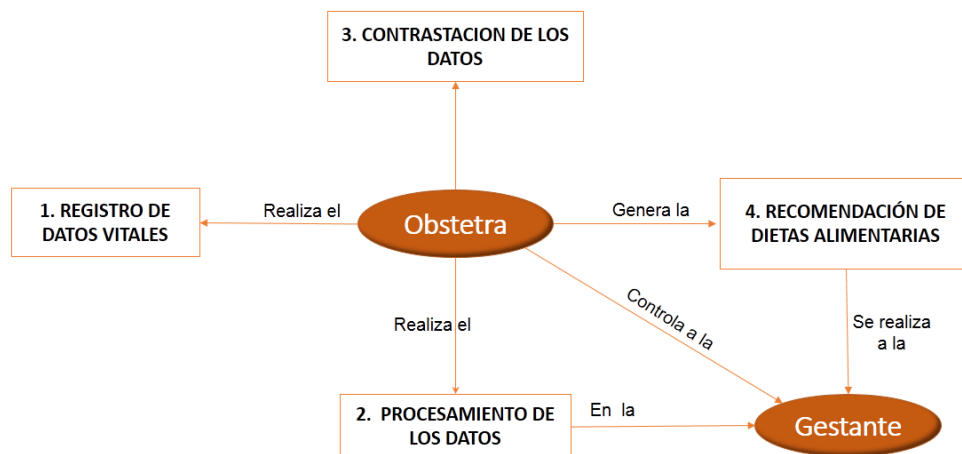 3. CONTRASTACION DE LOS
DATOS
1. REGISTRO DE
DATOS VITALES
Realiza el
Obstetra
Genera la
4. RECOMENDACIÓN DE
DIETAS ALIMENTARIAS
Realiza el
Controla a la
Se realiza
a la
2. PROCESAMIENTO DE
LOS DATOS
En la
Gestante